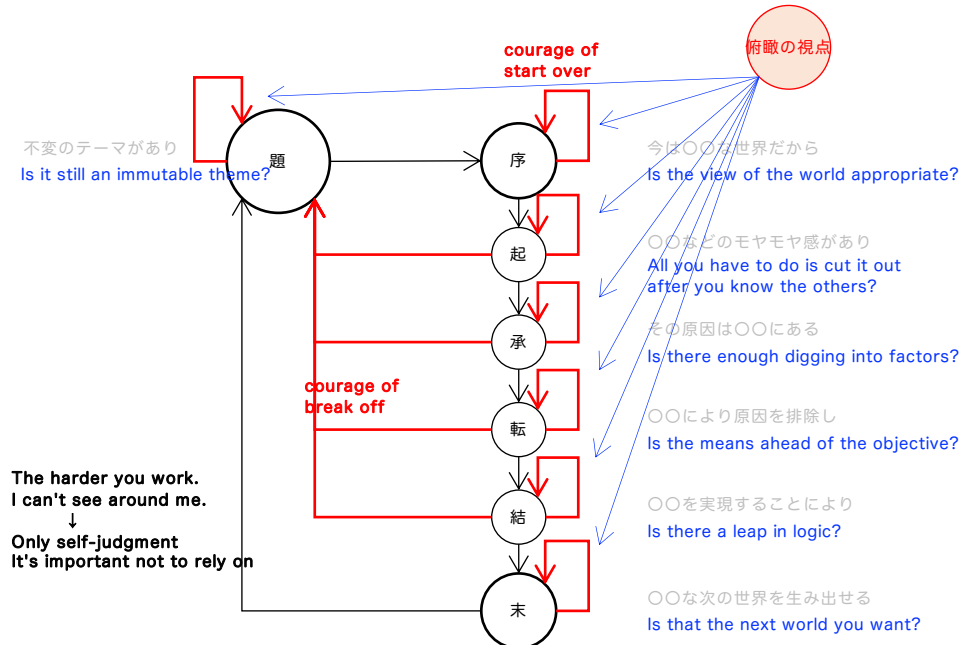 俯瞰の視点
courage of
start over
不変のテーマがあり
Is it still an immutable theme?
題
序
今は〇〇な世界だから
Is the view of the world appropriate?
起
〇〇などのモヤモヤ感があり
All you have to do is cut it out
after you know the others?
承
その原因は〇〇にある
Is there enough digging into factors?
courage of
break off
転
〇〇により原因を排除し
Is the means ahead of the objective?
The harder you work.
I can't see around me.
↓
Only self-judgment
It's important not to rely on
結
〇〇を実現することにより
Is there a leap in logic?
末
〇〇な次の世界を生み出せる
Is that the next world you want?